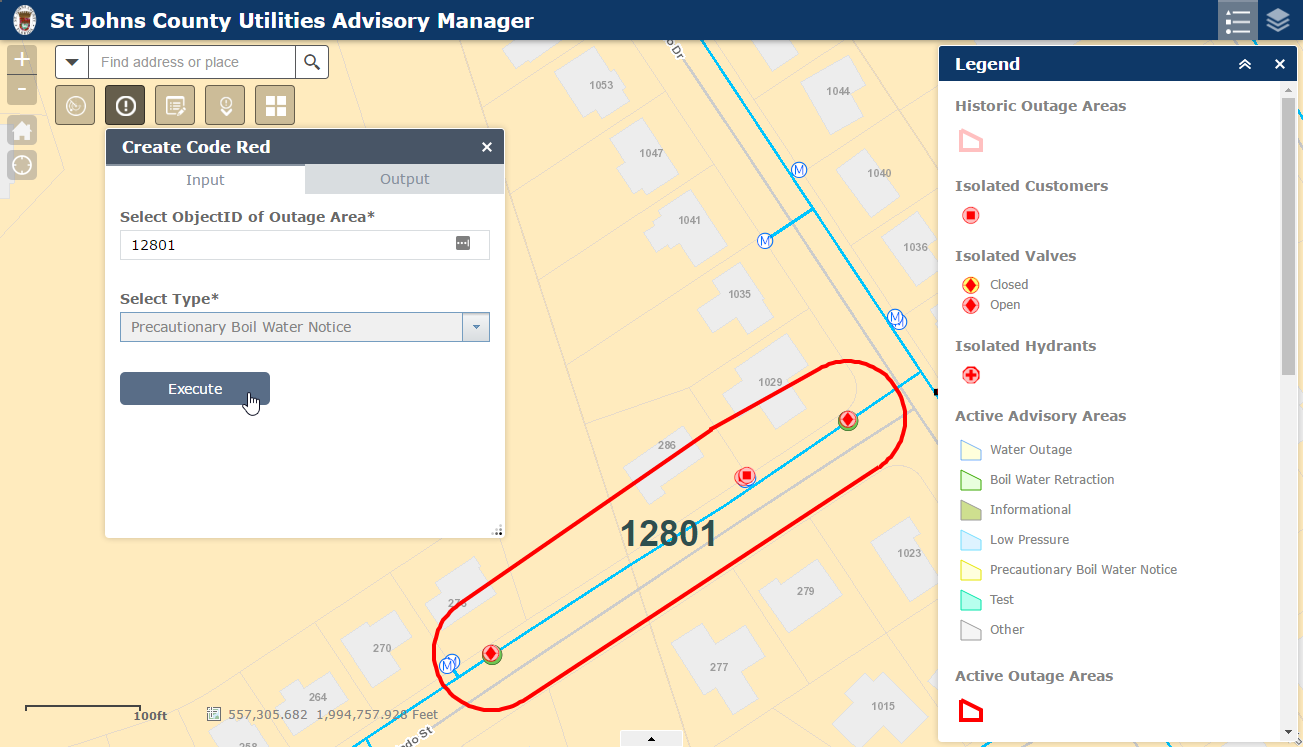 St Johns County Utilities Advisory Manager
+
-
Find address or place
Create Code Red
Input
Output
Select ObjectID of Outage Area*
12801
Select Type*
Precautionary Boil Water Notice
Execute
Legend
Historic Outage Areas
Isolated Customers
Isolated Valves
Closed
Open
Isolated Hydrants
Active Advisory Areas
Water Outage
Boil Water Retraction
Informational
Low Pressure
Precautionary Boil Water Notice
Test
Other
Active Outage Areas
Dr
1053
1044
1047
M
1040
1041
M
1036
1035
M
M
1029
286
12801
1023
279
270
M
M
277
264
1015
258
100ft
557,305.682 1,994,757.928 Feet
do St